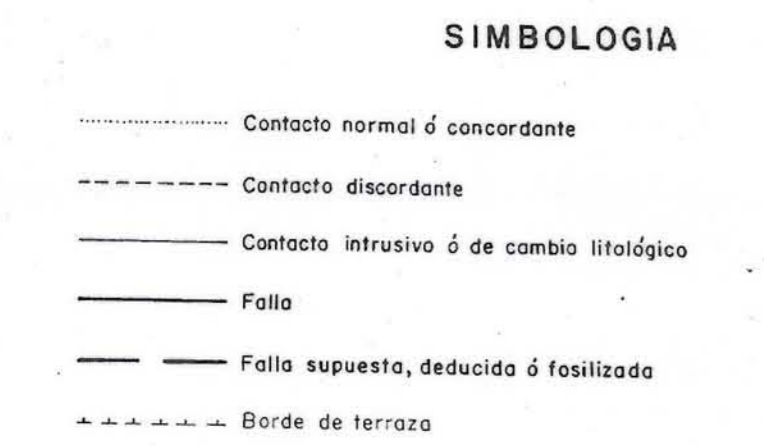 SIMBOLOGIA
Contacto normal ó concordante
Contacto discordante
Contacto intrusivo ó de cambio litológico
Falla
Falla supuesta, deducida ó fosilizada
Borde de terraza